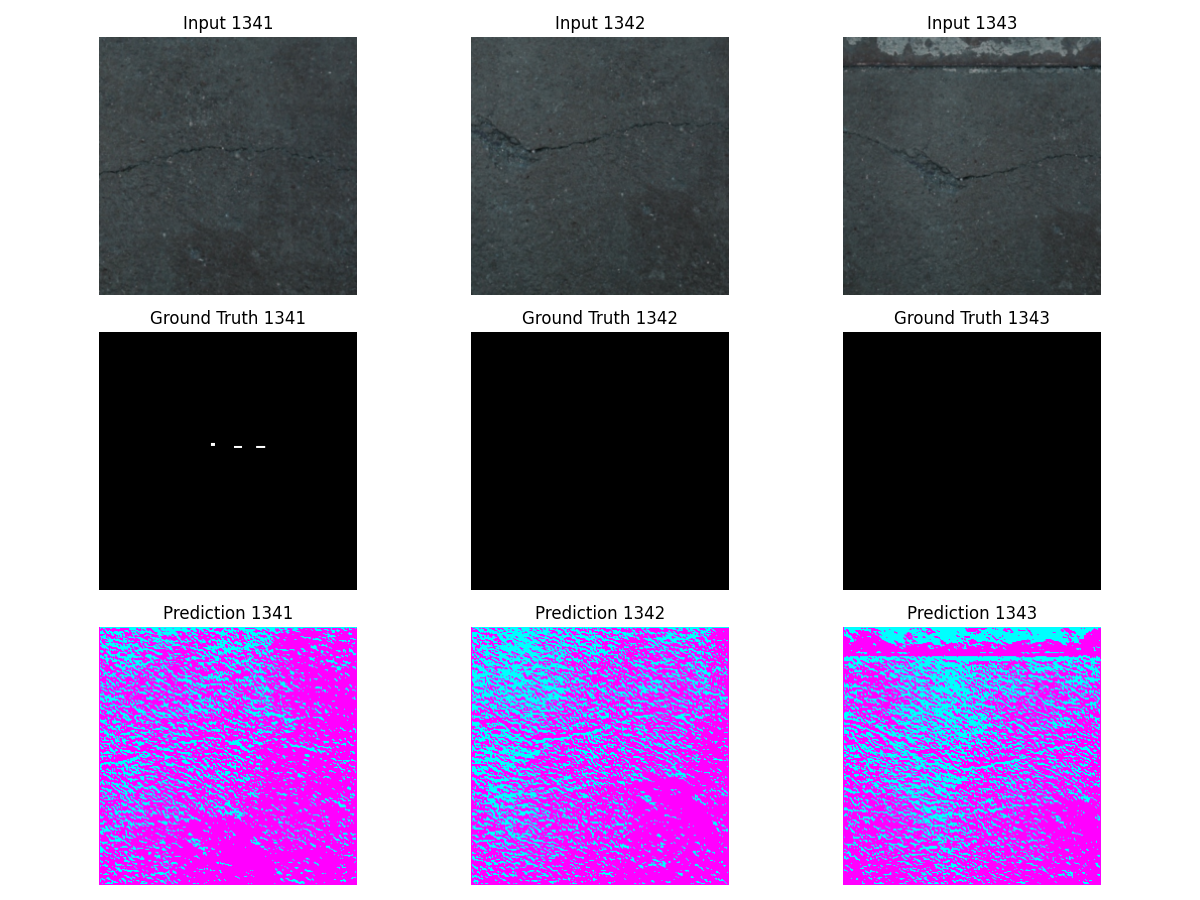 Input 1341
Input 1342
Input 1343
Ground Truth 1341
Ground Truth 1342
Ground Truth 1343
Prediction 1341
Prediction 1342
Prediction 1343